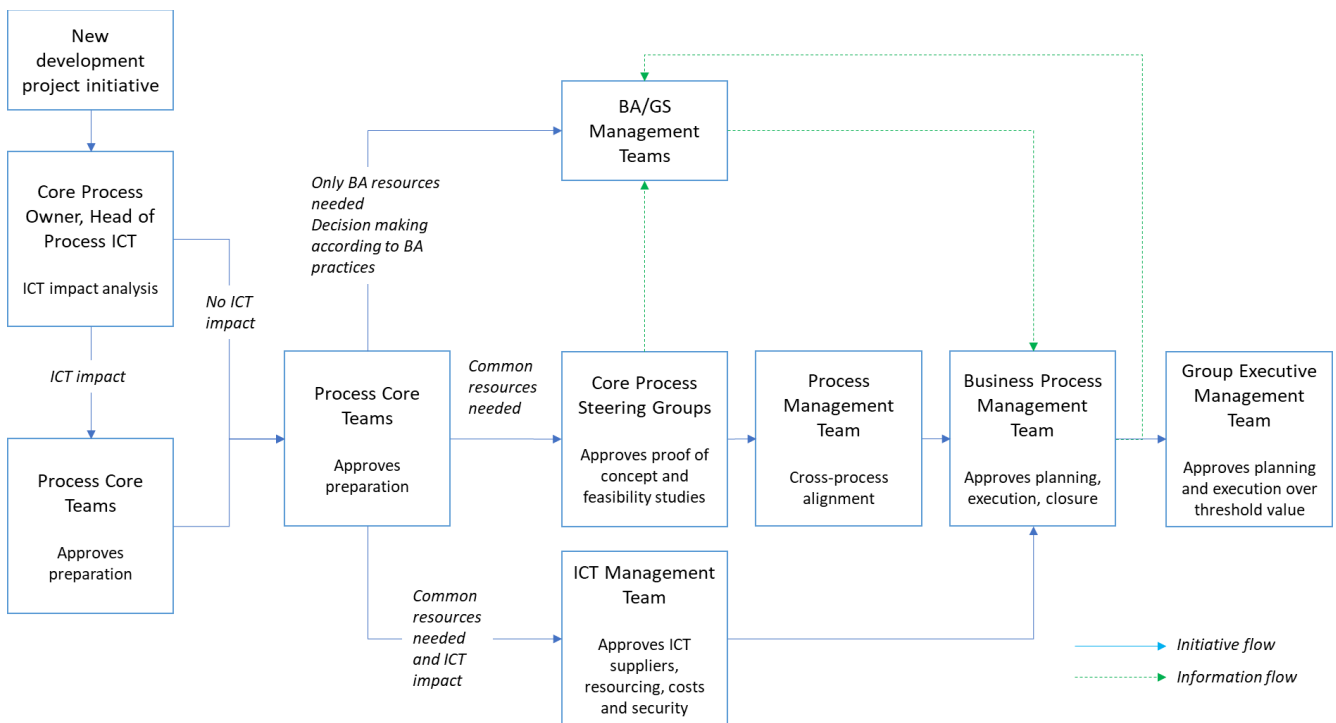 New
development
project initiative
Core Process
Owner, Head of
Process ICT
ICT impact analysis
No ICT
impact
ICT impact
Process Core
Teams
Approves
preparation
Process Core
Teams
Approves
preparation
Only BA resources
needed
Decision making
according to BA
practices
BA/GS
Management
Teams
Common
resources
needed
Core Process
Steering Groups
Approves proof of
concept and
feasibility studies
Process
Management
Team
Cross-process
alignment
Business Process
Management
Team
Approves planning,
execution, closure
Group Executive
Management
Team
Approves planning
and execution over
threshold value
Common
resources
needed
and ICT
impact
ICT Management
Team
Approves ICT
suppliers,
resourcing, costs
and security
Initiative flow
Information flow